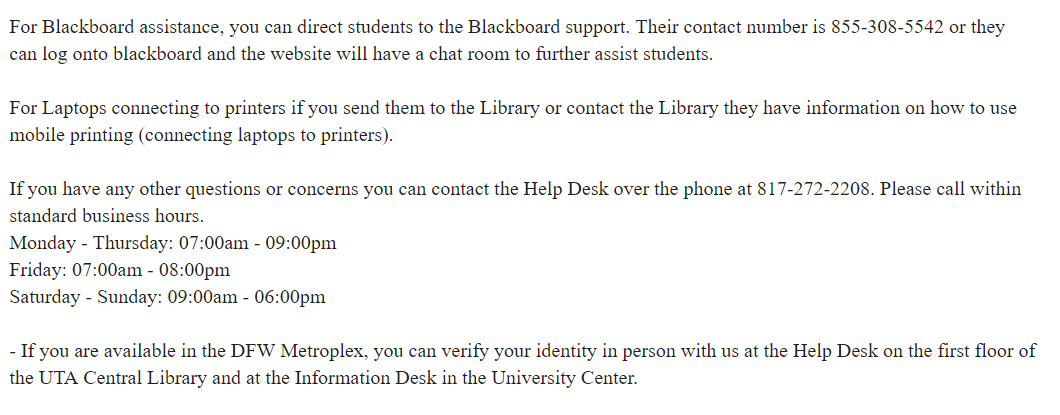 For Blackboard assistance, you can direct students to the Blackboard support. Their contact number is 855-308-5542 or they
can log onto blackboard and the website will have a chat room to further assist students.
For Laptops connecting to printers if you send them to the Library or contact the Library they have information on how to use
mobile printing (connecting laptops to printers).
If you have any other questions or concerns you can contact the Help Desk over the phone at 817-272-2208. Please call within
standard business hours.
Monday - Thursday: 07:00am - 09:00pm
Friday: 07:00am - 08:00pm
Saturday - Sunday: 09:00am - 06:00pm
- If you are available in the DFW Metroplex, you can verify your identity in person with us at the Help Desk on the first floor of
the UTA Central Library and at the Information Desk in the University Center.